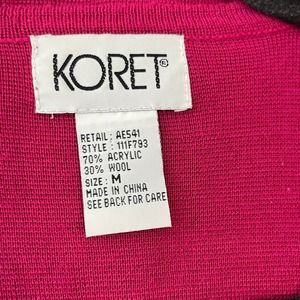 KORET®
RETAIL: AE541
STYLE: 111F793
70% ACRYLIC
30% WOOL
SIZE: M
MADE IN CHINA
SEE BACK FOR CARE